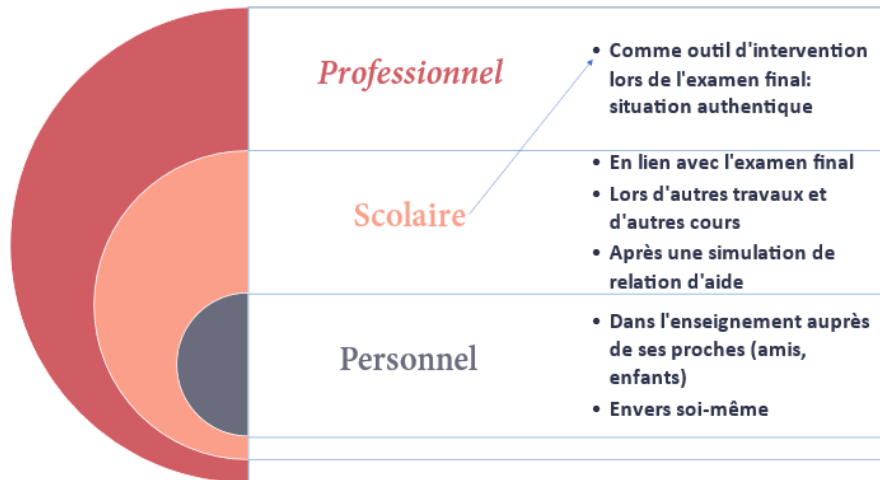 Professionnel
• Comme outil d'intervention
lors de l'examen final:
situation authentique
Scolaire
• En lien avec l'examen final
• Lors d'autres travaux et
d'autres cours
• Après une simulation de
relation d'aide
Personnel
• Dans l'enseignement auprès
de ses proches (amis,
enfants)
• Envers soi-même